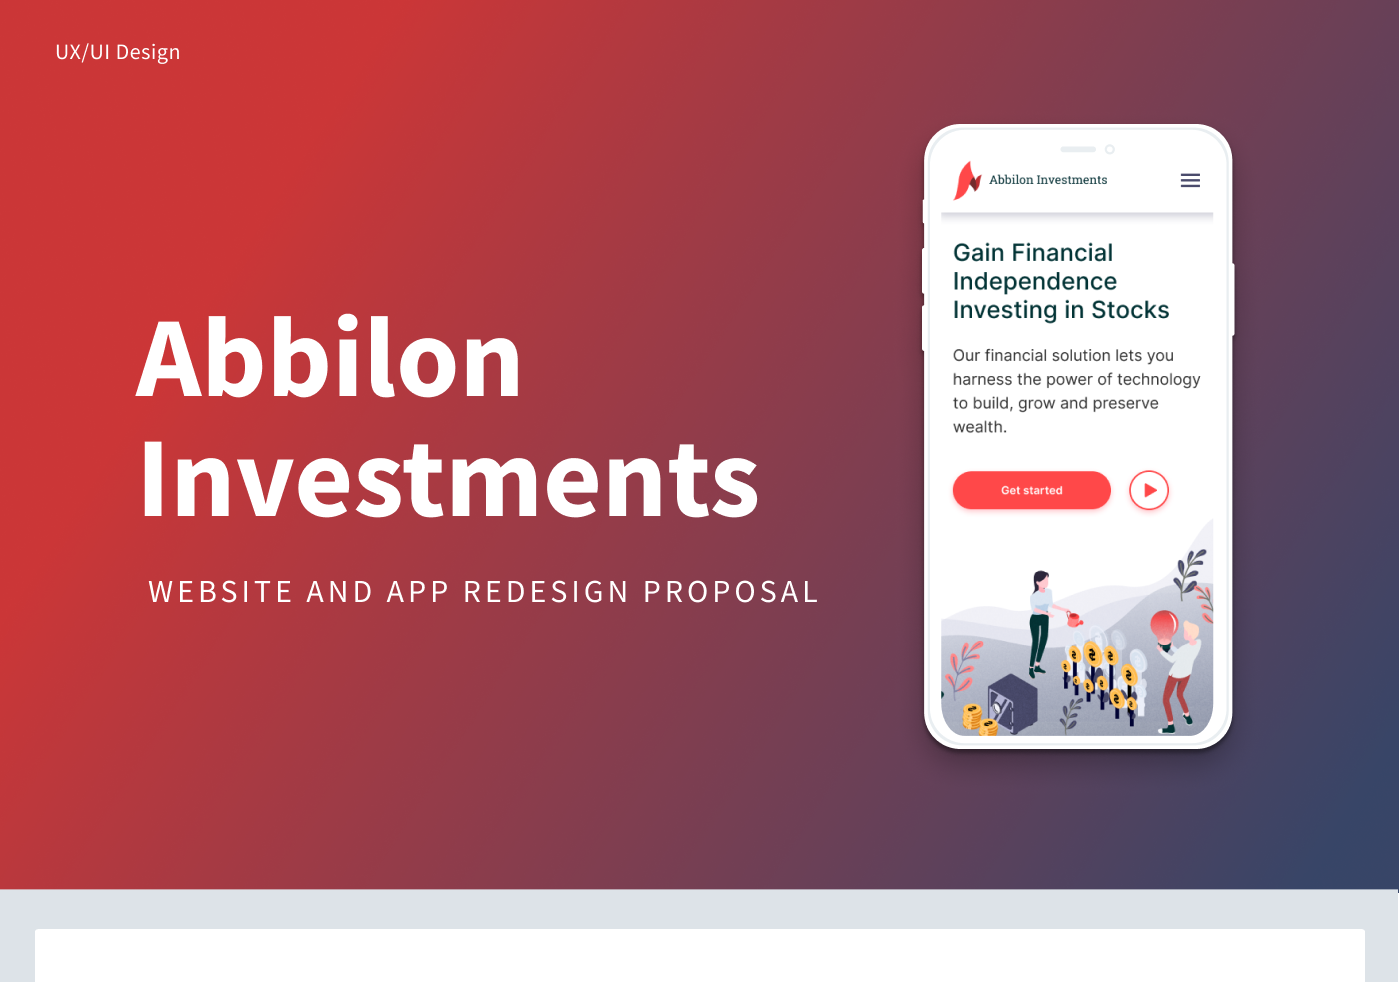 UX/UI Design
Abbilon
Investments
WEBSITE AND APP REDESIGN PROPOSAL
Abbilon Investments
Gain Financial
Independence
Investing in Stocks
Our financial solution lets you
harness the power of technology
to build, grow and preserve
wealth.
Get started